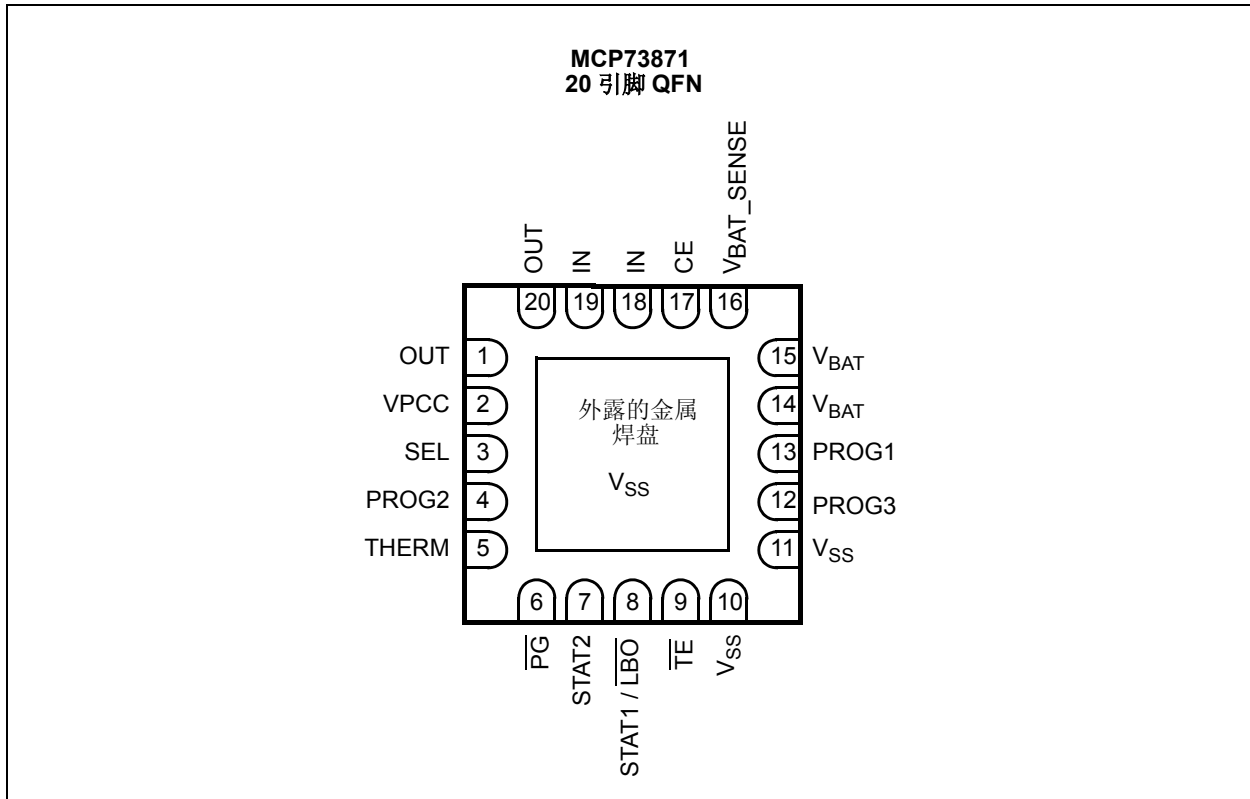 MCP73871
20 引脚 QFN
OUT
IN
IN
CE
VBAT_SENSE
20
19
18
17
16
OUT 1
VPCC 2
SEL 3
PROG2 4
THERM 5
15 VBAT
14 VBAT
13 PROG1
12 PROG3
11 VSS
外露的金属
焊盘
VSS
6
7
8
9
10
PG
STAT2
STAT1 / LBO
TE
VSS